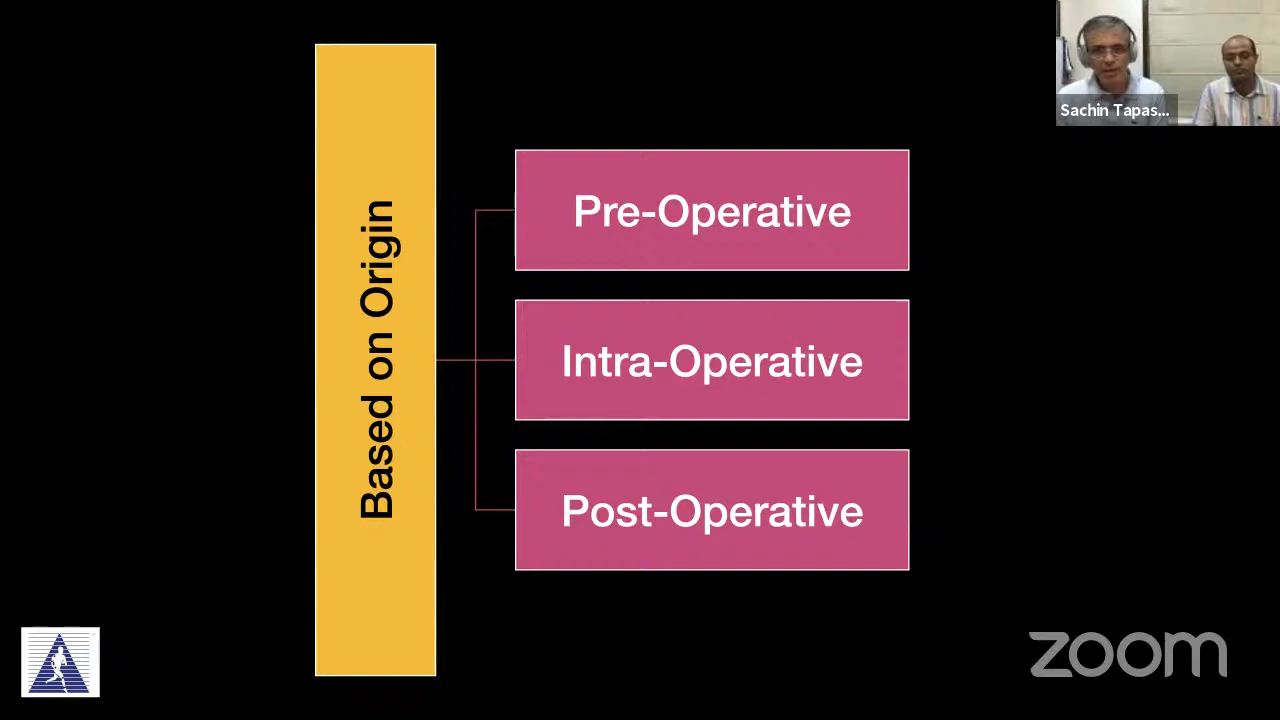 Sachin Tapas...
Based on Origin
Pre-Operative
Intra-Operative
Post-Operative
zoom